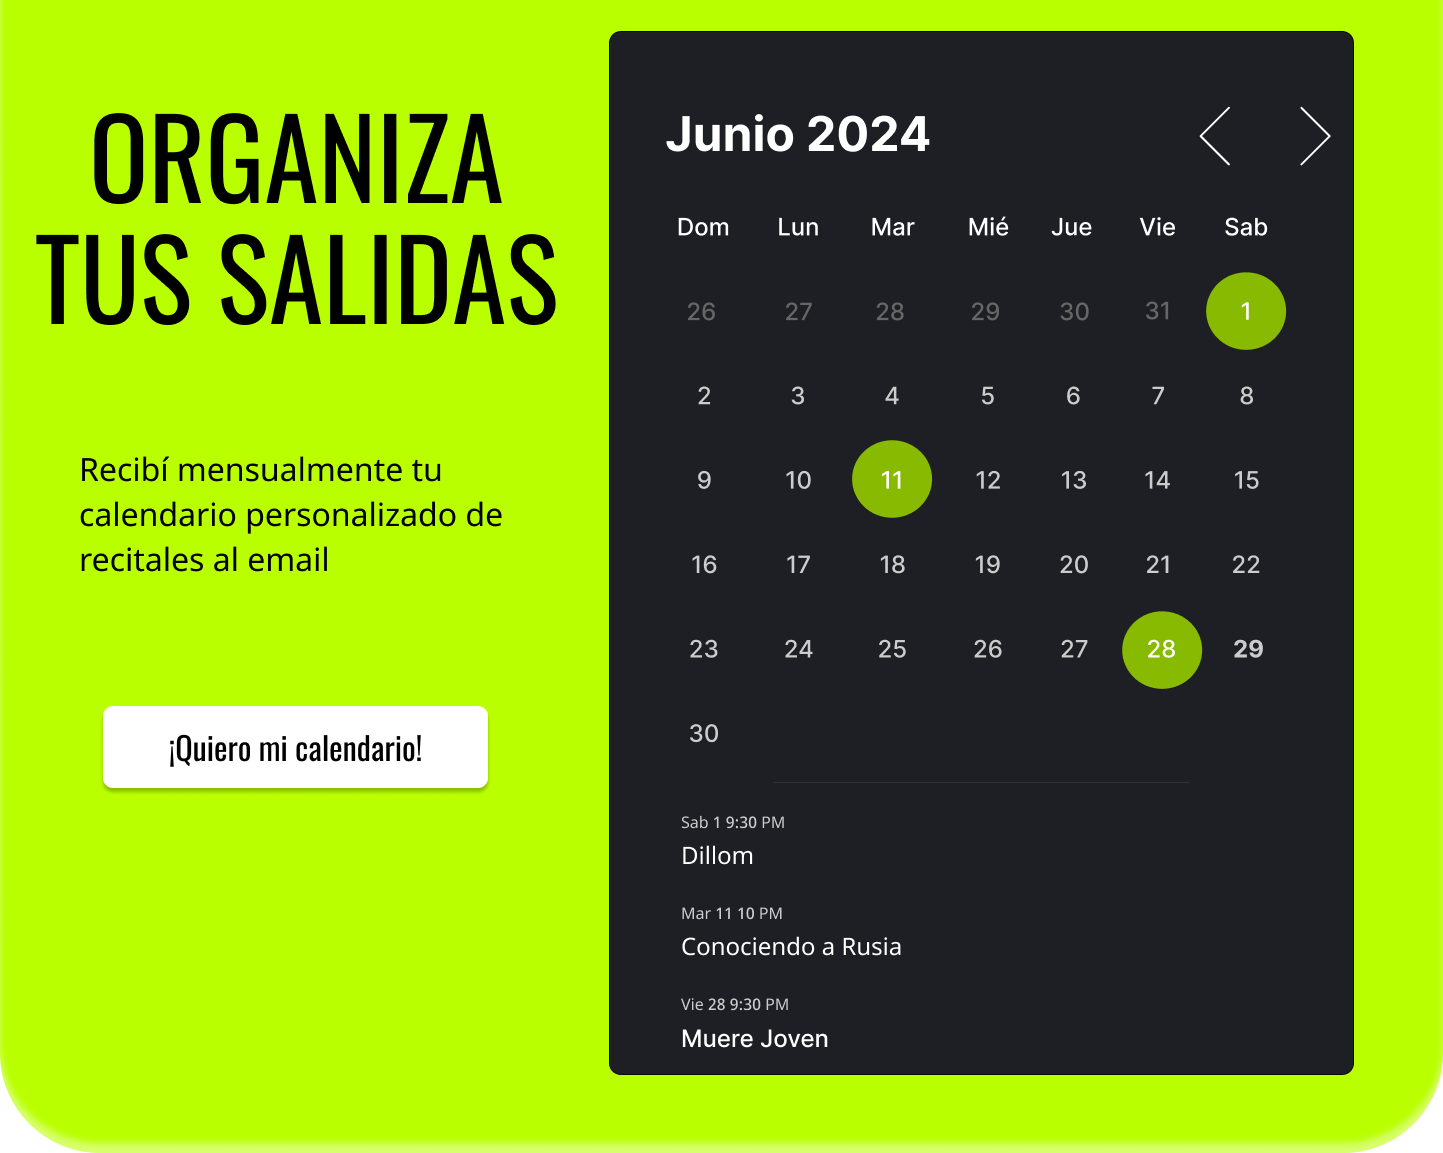 ORGANIZA
TUS SALIDAS
Recibí mensualmente tu
calendario personalizado de
recitales al email
¡Quiero mi calendario!
Junio 2024
Dom Lun Mar Mié Jue Vie Sab
26 27 28 29 30 31 1
2 3 4 5 6 7 8
9 10 11 12 13 14 15
16 17 18 19 20 21 22
23 24 25 26 27 28 29
30
Sab 1 9:30 PM
Dillom
Mar 11 10 PM
Conociendo a Rusia
Vie 28 9:30 PM
Muere Joven